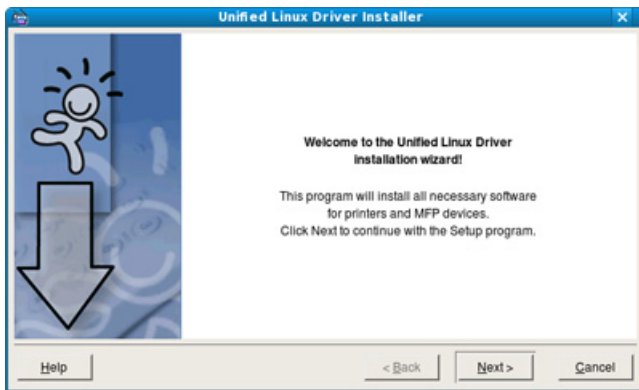 Unified Linux Driver Installer
Welcome to the Unified Linux Driver
installation wizard!
This program will install all necessary software
for printers and MFP devices.
Click Next to continue with the Setup program.
Help
< Back
Next >
Cancel